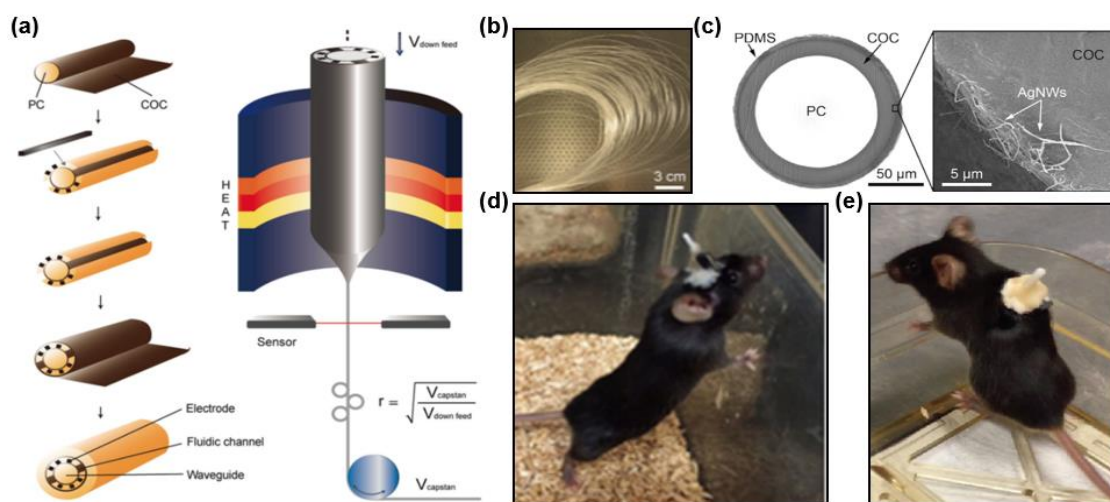 (a)
PC
COC
Electrode
Fluidic channel
Waveguide
V down feed
HEAT
Sensor
r = √(V capstan / V down feed)
V capstan
(b)
3 cm
(c)
PDMS
COC
PC
50 µm
COC
AgNWs
5 µm
(d)
(e)